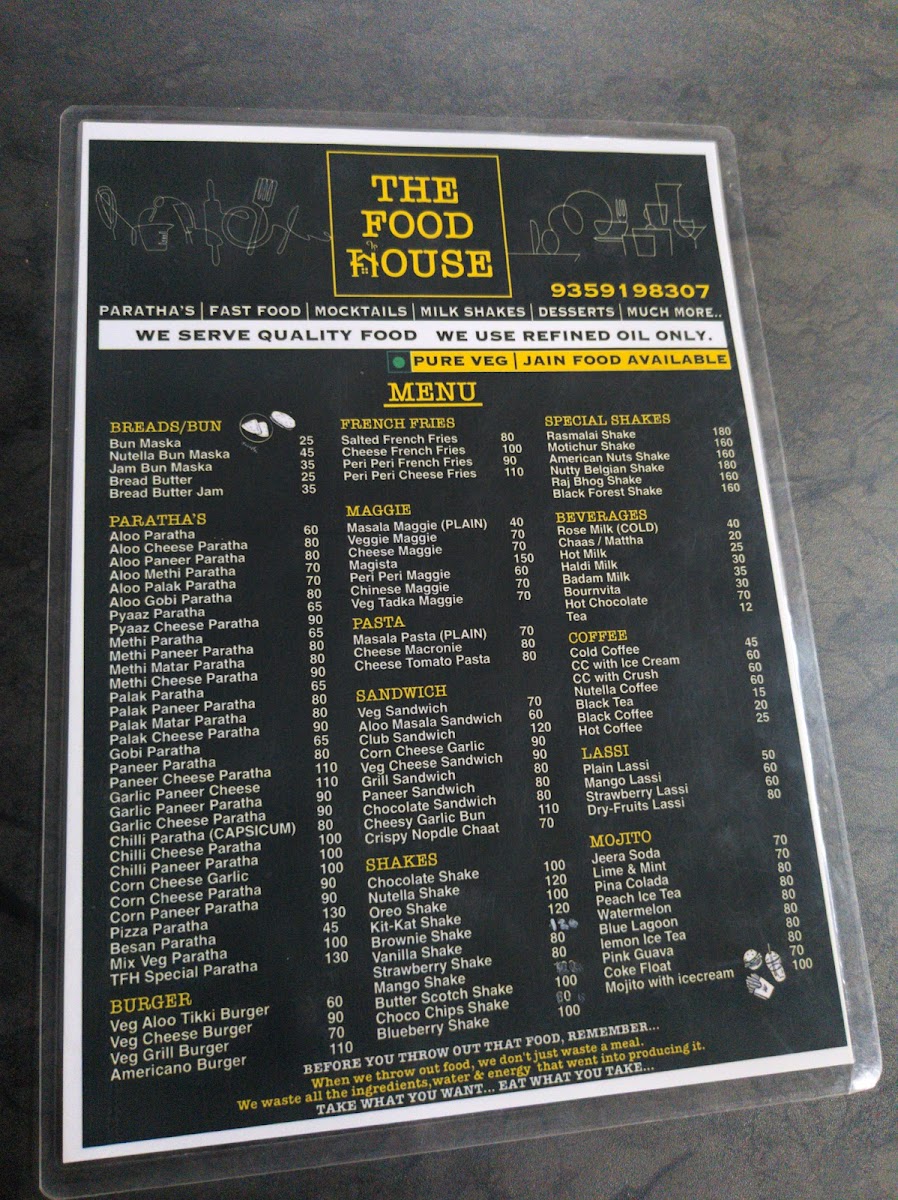 THE
FOOD
HOUSE
9359198307
PARATHA'S | FAST FOOD | MOCKTAILS | MILK SHAKES | DESSERTS | MUCH MORE..
WE SERVE QUALITY FOOD WE USE REFINED OIL ONLY.
PURE VEG | JAIN FOOD AVAILABLE
MENU
BREADS/BUN
Bun Maska 25
Nutella Bun Maska 45
Jam Bun Maska 35
Bread Butter 25
Bread Butter Jam 35
PARATHA'S
Aloo Paratha 60
Aloo Cheese Paratha 80
Aloo Paneer Paratha 80
Aloo Methi Paratha 70
Aloo Palak Paratha 70
Aloo Gobi Paratha 80
Pyaaz Paratha 65
Pyaaz Cheese Paratha 90
Methi Paratha 65
Methi Paneer Paratha 80
Methi Matar Paratha 80
Methi Cheese Paratha 90
Palak Paratha 65
Palak Paneer Paratha 80
Palak Matar Paratha 80
Palak Cheese Paratha 90
Gobi Paratha 65
Paneer Paratha 80
Paneer Cheese Paratha 110
Garlic Paneer Cheese 110
Garlic Paneer Paratha 90
Garlic Cheese Paratha 90
Chilli Paratha (CAPSICUM) 80
Chilli Cheese Paratha 100
Chilli Paneer Paratha 100
Corn Cheese Garlic 100
Corn Cheese Paratha 90
Corn Paneer Paratha 90
Pizza Paratha 130
Besan Paratha 45
Mix Veg Paratha 100
TFH Special Paratha 130
BURGER
Veg Aloo Tikki Burger 60
Veg Cheese Burger 90
Veg Grill Burger 70
Americano Burger 110
FRENCH FRIES
Salted French Fries 80
Cheese French Fries 100
Peri Peri French Fries 90
Peri Peri Cheese Fries 110
MAGGIE
Masala Maggie (PLAIN) 40
Veggie Maggie 70
Cheese Maggie 70
Magista 150
Peri Peri Maggie 60
Chinese Maggie 70
Veg Tadka Maggie 70
PASTA
Masala Pasta (PLAIN) 70
Cheese Macronie 80
Cheese Tomato Pasta 80
SANDWICH
Veg Sandwich 70
Aloo Masala Sandwich 60
Club Sandwich 120
Corn Cheese Garlic 90
Veg Cheese Sandwich 90
Grill Sandwich 80
Paneer Sandwich 80
Chocolate Sandwich 80
Cheesy Garlic Bun 110
Crispy Nopdle Chaat 70
SHAKES
Chocolate Shake 100
Nutella Shake 120
Oreo Shake 100
Kit-Kat Shake 120
Brownie Shake
Vanilla Shake 80
Strawberry Shake 80
Mango Shake
Butter Scotch Shake 100
Choco Chips Shake
Blueberry Shake 100
SPECIAL SHAKES
Rasmalai Shake 180
Motichur Shake 160
American Nuts Shake 160
Nutty Belgian Shake 180
Raj Bhog Shake 160
Black Forest Shake 160
BEVERAGES
Rose Milk (COLD) 40
Chaas / Mattha 20
Hot Milk 25
Haldi Milk 30
Badam Milk 35
Bournvita 30
Hot Chocolate 70
Tea 12
COFFEE
Cold Coffee 45
CC with Ice Cream 60
CC with Crush 60
Nutella Coffee 60
Black Tea 15
Black Coffee 20
Hot Coffee 25
LASSI
Plain Lassi 50
Mango Lassi 60
Strawberry Lassi 60
Dry-Fruits Lassi 80
MOJITO
Jeera Soda 70
Lime & Mint 70
Pina Colada 80
Peach Ice Tea 80
Watermelon 80
Blue Lagoon 80
lemon Ice Tea 80
Pink Guava 80
Coke Float 70
Mojito with icecream 100
BEFORE YOU THROW OUT THAT FOOD, REMEMBER...
When we throw out food, we don't just waste a meal.
We waste all the ingredients,water & energy that went into producing it.
TAKE WHAT YOU WANT... EAT WHAT YOU TAKE...